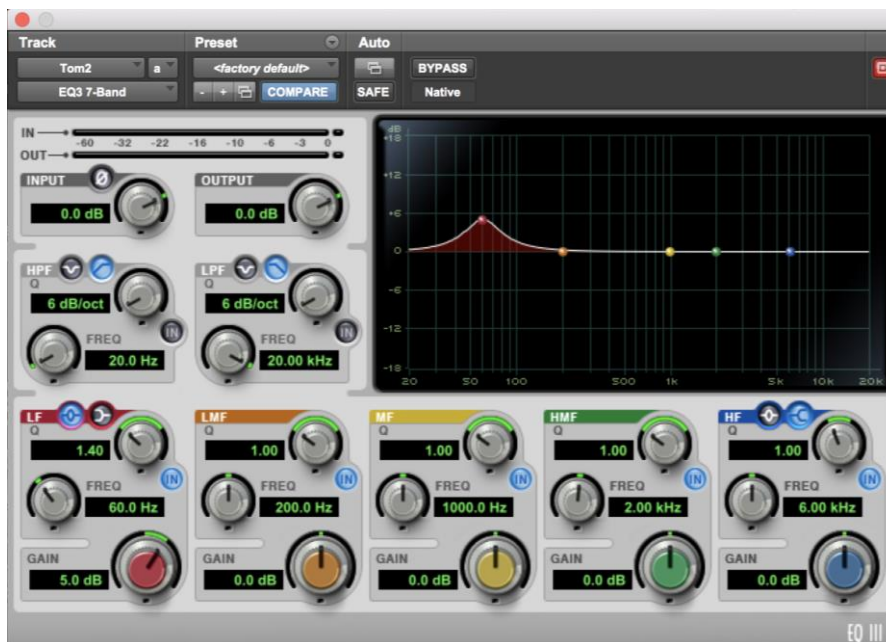 Track Preset Auto
Tom2 a <factory default> BYPASS
EQ3 7-Band - + COMPARE SAFE Native
IN -60 -32 -22 -16 -10 -6 -3 0
OUT
INPUT Ø OUTPUT
0.0 dB 0.0 dB
HPF LPF
Q Q
6 dB/oct 6 dB/oct
IN IN
FREQ FREQ
20.0 Hz 20.00 kHz
dB
+18
+12
+6
0
-6
-12
-18
20 50 100 500 1k 5k 10k 20k
LF LMF MF HMF HF
Q Q Q Q Q
1.40 1.00 1.00 1.00 1.00
IN IN IN IN IN
FREQ FREQ FREQ FREQ FREQ
60.0 Hz 200.0 Hz 1000.0 Hz 2.00 kHz 6.00 kHz
GAIN GAIN GAIN GAIN GAIN
5.0 dB 0.0 dB 0.0 dB 0.0 dB 0.0 dB
EQ III